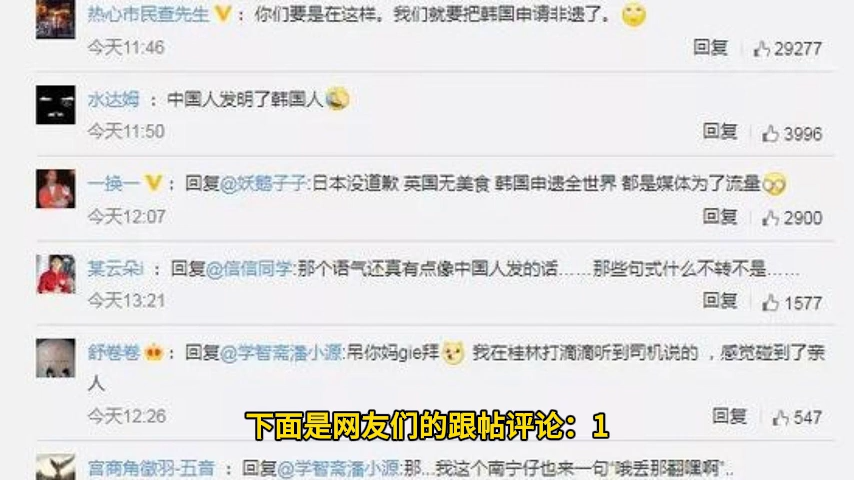 热心市民查先生：你们要是在这样。我们就要把韩国申请非遗了。
今天11:46 回复 29277
水达姆：中国人发明了韩国人
今天11:50 回复 3996
一换一：回复@妖魑子子:日本没道歉 英国无美食 韩国申遗全世界 都是媒体为了流量
今天12:07 回复 2900
某云朵i：回复@信信同学:那个语气还真有点像中国人发的话……那些句式什么不转不是……
今天13:21 回复 1577
舒卷卷：回复@学智斋潘小源:吊你妈gie拜 我在桂林打滴滴听到司机说的 ，感觉碰到了亲
人
今天12:26 回复 547
下面是网友们的跟帖评论：1
宫商角徵羽-五音：回复@学智斋潘小源:那...我这个南宁仔也来一句“哦丢那翻嘿啊”..